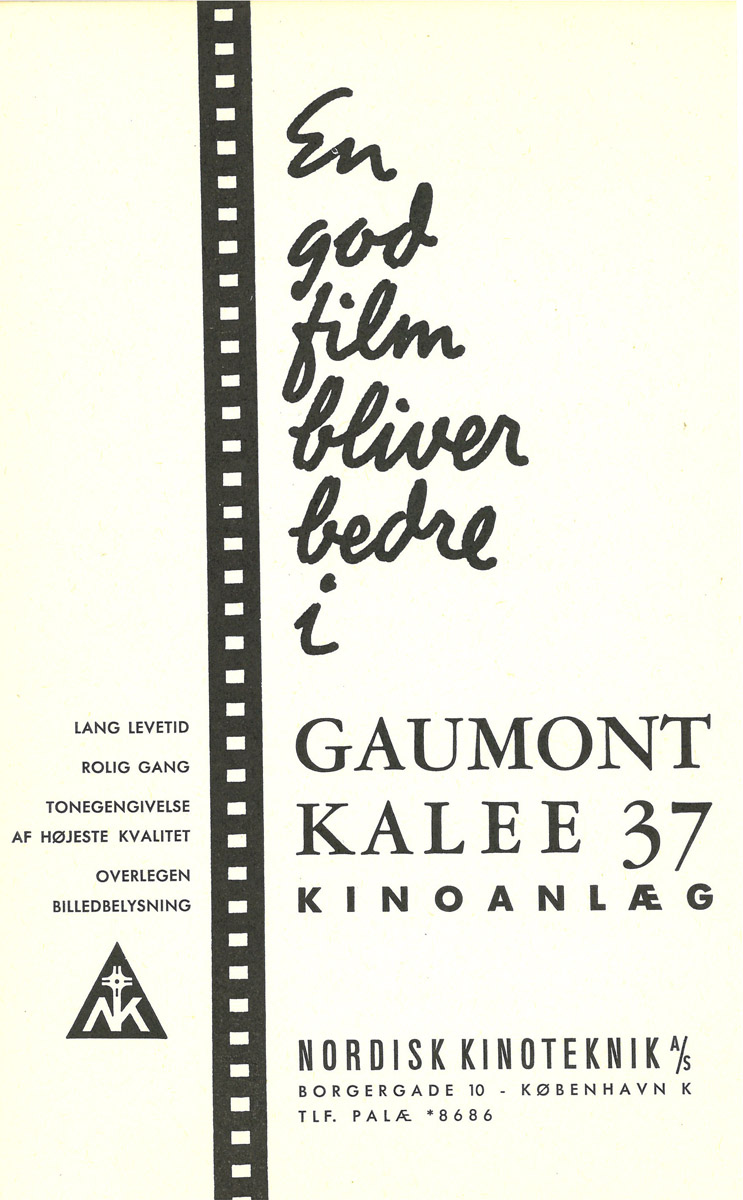 En
god
film
bliver
bedre
i
GAUMONT
KALEE 37
KINOANLÆG
LANG LEVETID
ROLIG GANG
TONEGENGIVELSE
AF HØJESTE KVALITET
OVERLEGEN
BILLEDBELYSNING
NK
NORDISK KINOTEKNIK A/S
BORGERGADE 10 - KØBENHAVN K
TLF. PALÆ *8686